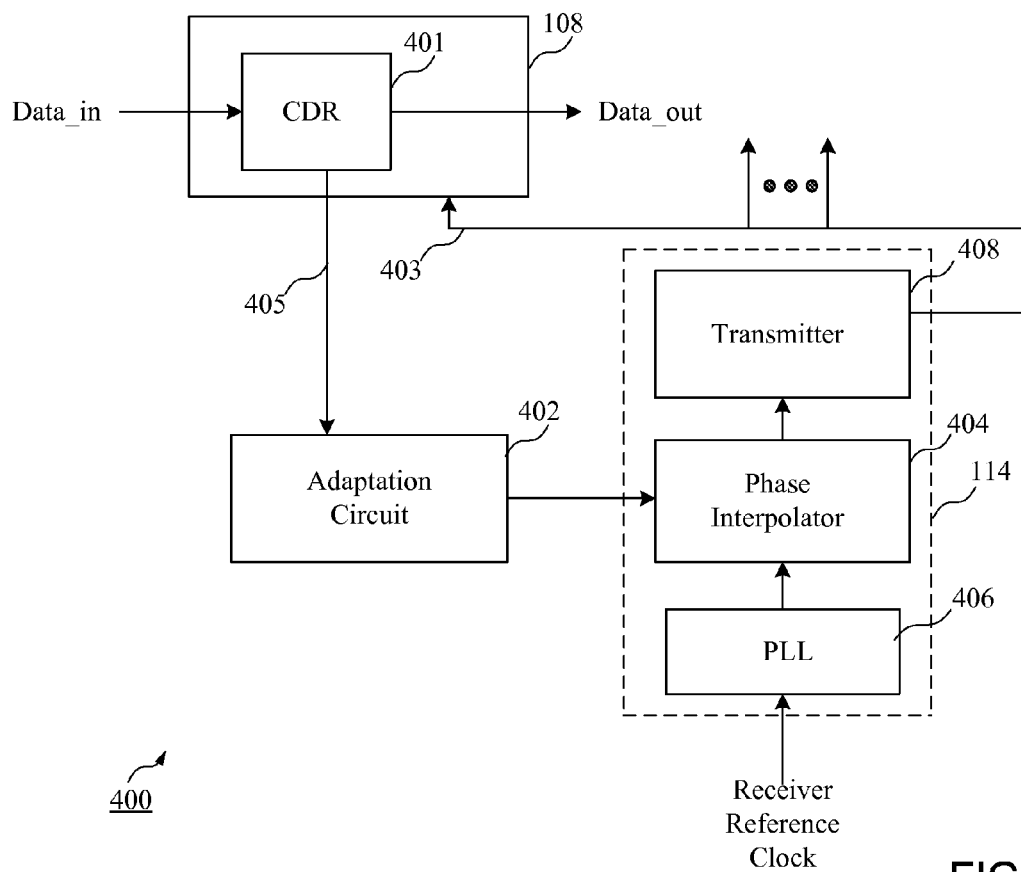 401
108
Data_in
CDR
Data_out
403
408
405
Transmitter
402
404
114
Adaptation
Circuit
Phase
Interpolator
406
PLL
400
Receiver
Reference
Clock
FIG